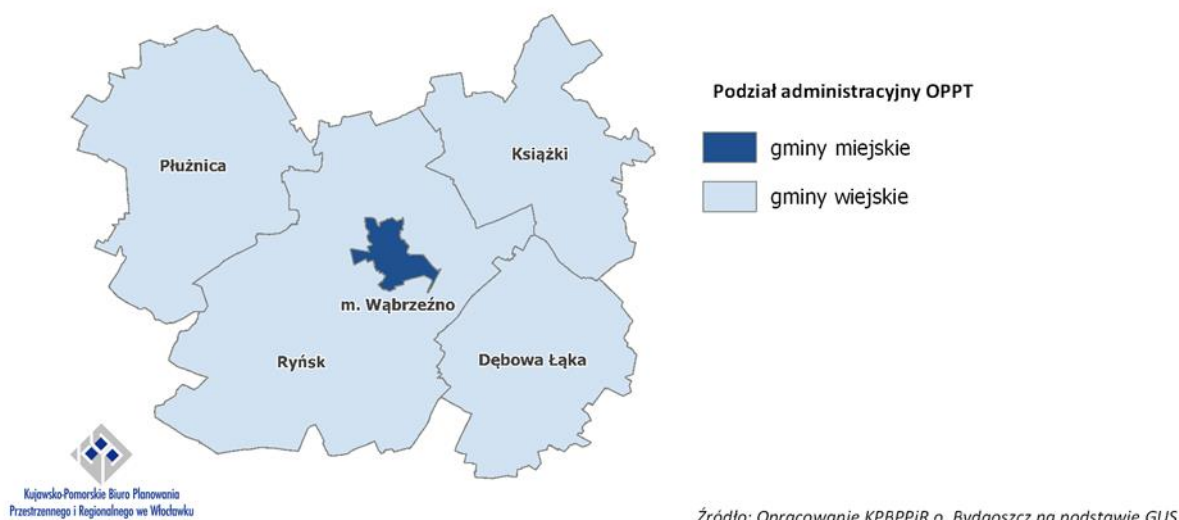 Podział administracyjny OPPT
gminy miejskie
gminy wiejskie
Płużnica
Książki
m. Wąbrzeźno
Ryńsk
Dębowa Łąka
Kujawsko-Pomorskie Biuro Planowania
Przestrzennego i Regionalnego we Włocławku
Źródło: Opracowanie KPBPPiR o. Bydgoszcz na podstawie GUS